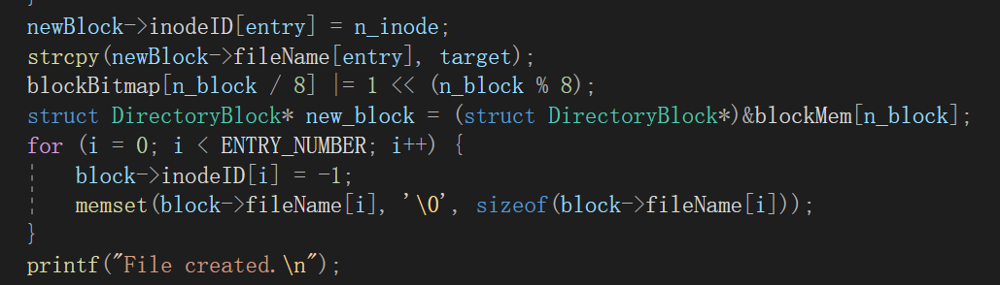 }
newBlock->inodeID[entry] = n_inode;
strcpy(newBlock->fileName[entry], target);
blockBitmap[n_block / 8] |= 1 << (n_block % 8);
struct DirectoryBlock* new_block = (struct DirectoryBlock*)&blockMem[n_block];
for (i = 0; i < ENTRY_NUMBER; i++) {
block->inodeID[i] = -1;
memset(block->fileName[i], '\0', sizeof(block->fileName[i]));
}
printf("File created.\n");